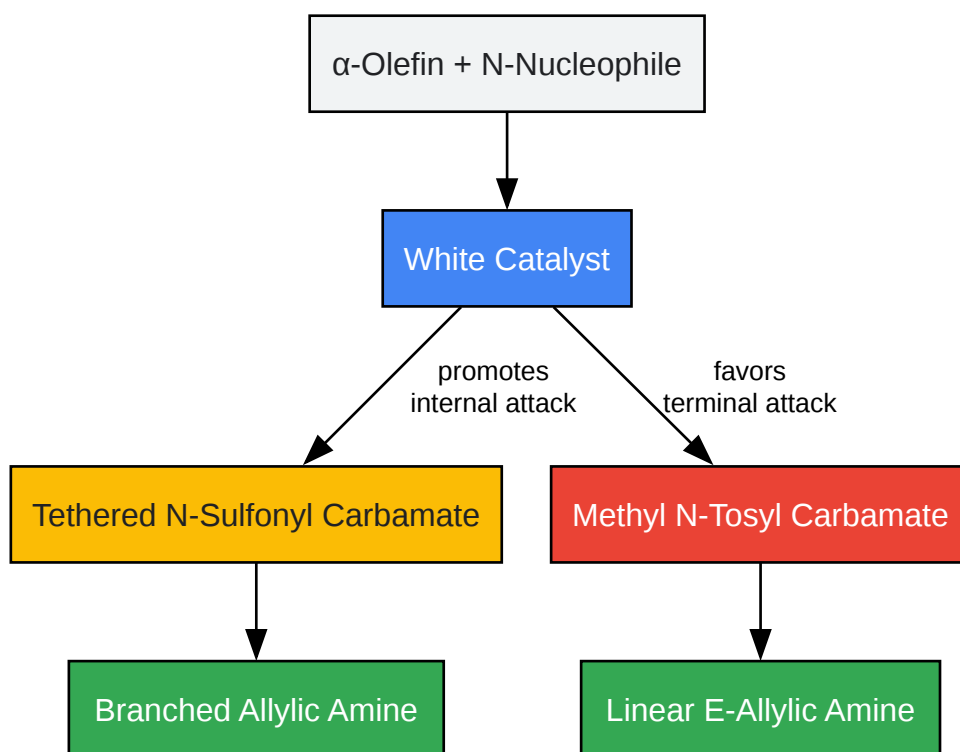 α-Olefin + N-Nucleophile
White Catalyst
promotes
internal attack
favors
terminal attack
Tethered N-Sulfonyl Carbamate
Methyl N-Tosyl Carbamate
Branched Allylic Amine
Linear E-Allylic Amine